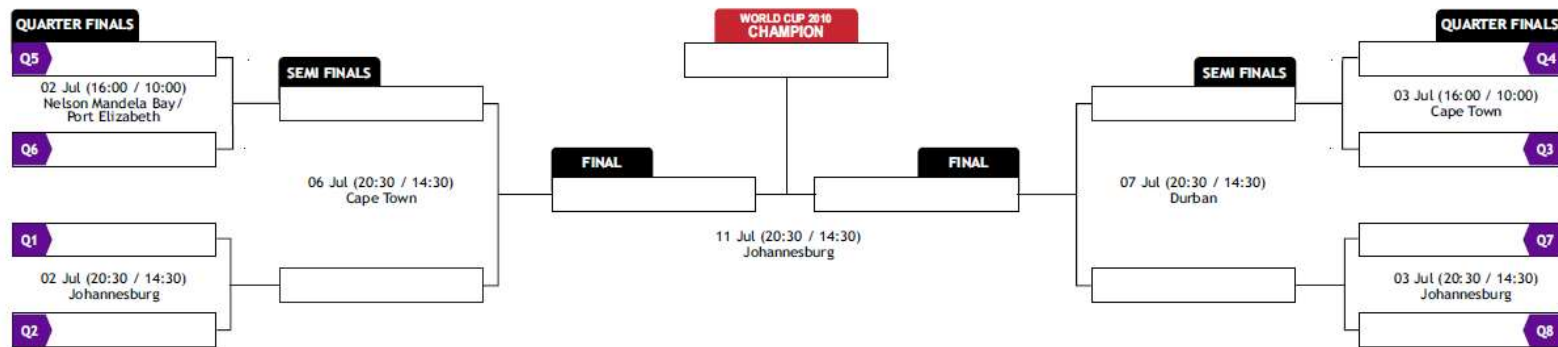 QUARTER FINALS
Q5
02 Jul (16:00 / 10:00)
Nelson Mandela Bay/
Port Elizabeth
Q6
Q1
02 Jul (20:30 / 14:30)
Johannesburg
Q2
SEMI FINALS
06 Jul (20:30 / 14:30)
Cape Town
FINAL
WORLD CUP 2010
CHAMPION
11 Jul (20:30 / 14:30)
Johannesburg
FINAL
SEMI FINALS
07 Jul (20:30 / 14:30)
Durban
QUARTER FINALS
Q4
03 Jul (16:00 / 10:00)
Cape Town
Q3
Q7
03 Jul (20:30 / 14:30)
Johannesburg
Q8